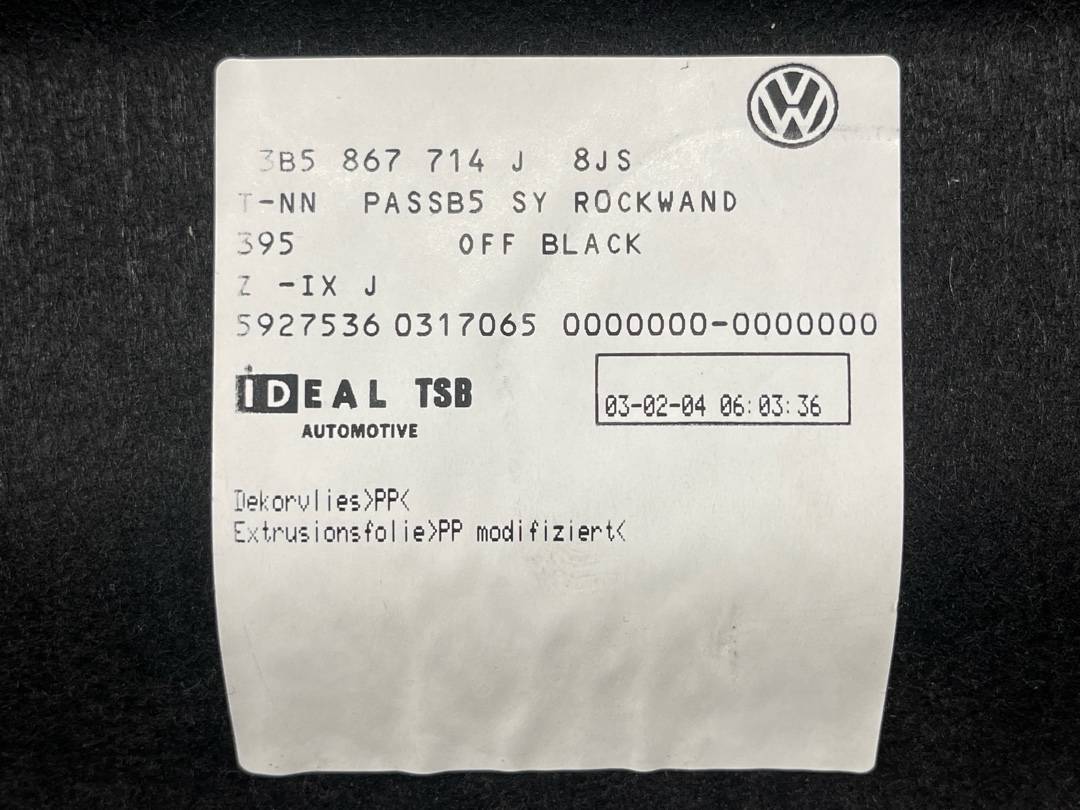 VW
3B5 867 714 J 8JS
T-NN PASSB5 SY ROCKWAND
395 OFF BLACK
Z -IX J
5927536 0317065 0000000-0000000
IDEAL TSB
AUTOMOTIVE
03-02-04 06:03:36
Dekorvlies>PP<
Extrusionsfolie>PP modifiziert<